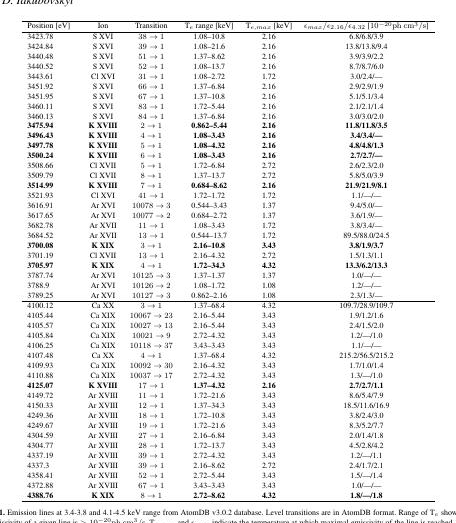 D. Iakubovskyi
Position [eV] Ion Transition Te range [keV] Te,max [keV] ϵmax/ϵ2.16/ϵ4.32 [10−20 ph cm3/s]
3423.78 S XVI 38 → 1 1.08–10.8 2.16 6.8/6.8/3.9
3424.84 S XVI 39 → 1 1.08–21.6 2.16 13.8/13.8/9.4
3440.48 S XVI 51 → 1 1.37–8.62 2.16 3.9/3.9/2.2
3440.52 S XVI 52 → 1 1.08–13.7 2.16 8.7/8.7/6.0
3443.61 Cl XVI 31 → 1 1.08–2.72 1.72 3.0/2.4/—
3451.92 S XVI 66 → 1 1.37–6.84 2.16 2.9/2.9/1.9
3451.95 S XVI 67 → 1 1.37–10.8 2.16 5.1/5.1/3.4
3460.11 S XVI 83 → 1 1.72–5.44 2.16 2.1/2.1/1.4
3460.13 S XVI 84 → 1 1.37–6.84 2.16 3.0/3.0/2.0
3475.94 K XVIII 2 → 1 0.862–5.44 2.16 11.8/11.8/3.5
3496.43 K XVIII 4 → 1 1.08–3.43 2.16 3.4/3.4/—
3497.78 K XVIII 5 → 1 1.08–4.32 2.16 4.8/4.8/1.3
3500.24 K XVIII 6 → 1 1.08–3.43 2.16 2.7/2.7/—
3508.66 Cl XVII 5 → 1 1.72–6.84 2.72 2.6/2.3/2.0
3509.79 Cl XVII 8 → 1 1.37–13.7 2.72 5.8/5.0/3.9
3514.99 K XVIII 7 → 1 0.684–8.62 2.16 21.9/21.9/8.1
3521.93 Cl XVI 41 → 1 1.72–1.72 1.72 1.1/—/—
3616.91 Ar XVI 10078 → 3 0.544–3.43 1.37 9.4/5.0/—
3617.65 Ar XVI 10077 → 2 0.684–2.72 1.37 3.6/1.9/—
3682.78 Ar XVII 11 → 1 1.08–3.43 1.72 3.8/3.4/—
3684.52 Ar XVII 13 → 1 0.544–13.7 1.72 89.5/88.0/24.5
3700.08 K XIX 3 → 1 2.16–10.8 3.43 3.8/1.9/3.7
3701.19 Cl XVII 13 → 1 2.16–4.32 2.72 1.5/1.3/1.1
3705.97 K XIX 4 → 1 1.72–34.3 4.32 13.3/6.2/13.3
3787.74 Ar XVI 10125 → 3 1.37–1.37 1.37 1.0/—/—
3788.9 Ar XVI 10126 → 2 1.08–1.72 1.08 1.2/—/—
3789.25 Ar XVI 10127 → 3 0.862–2.16 1.08 2.3/1.3/—
4100.12 Ca XX 3 → 1 1.37–68.4 4.32 109.7/28.9/109.7
4105.44 Ca XIX 10067 → 23 2.16–5.44 3.43 1.9/1.2/1.6
4105.57 Ca XIX 10027 → 13 2.16–5.44 3.43 2.4/1.5/2.0
4105.84 Ca XIX 10021 → 9 2.72–4.32 3.43 1.2/—/1.0
4106.25 Ca XIX 10118 → 37 3.43–3.43 3.43 1.1/—/—
4107.48 Ca XX 4 → 1 1.37–68.4 4.32 215.2/56.5/215.2
4109.93 Ca XIX 10092 → 30 2.16–4.32 3.43 1.7/1.0/1.4
4110.88 Ca XIX 10037 → 17 2.72–4.32 3.43 1.3/—/1.0
4125.07 K XVIII 17 → 1 1.37–4.32 2.16 2.7/2.7/1.1
4149.72 Ar XVIII 11 → 1 1.72–21.6 3.43 8.6/5.4/7.9
4150.33 Ar XVIII 12 → 1 1.37–34.3 3.43 18.5/11.6/16.9
4249.36 Ar XVIII 18 → 1 1.72–10.8 3.43 3.8/2.4/3.0
4249.67 Ar XVIII 19 → 1 1.72–21.6 3.43 8.3/5.2/7.7
4304.59 Ar XVIII 27 → 1 2.16–6.84 3.43 2.0/1.4/1.8
4304.77 Ar XVIII 28 → 1 1.72–13.7 3.43 4.5/2.8/4.2
4337.19 Ar XVIII 39 → 1 2.72–4.32 3.43 1.2/—/1.1
4337.3 Ar XVIII 39 → 1 2.16–8.62 2.72 2.4/1.7/2.1
4358.41 Ar XVIII 52 → 1 2.72–5.44 3.43 1.5/—/1.4
4372.88 Ar XVIII 67 → 1 3.43–3.43 3.43 1.0/—/—
4388.76 K XIX 8 → 1 2.72–8.62 4.32 1.8/—/1.8
1. Emission lines at 3.4-3.8 and 4.1-4.5 keV range from AtomDB v3.0.2 database. Level transitions are in AtomDB format. Range of Te show